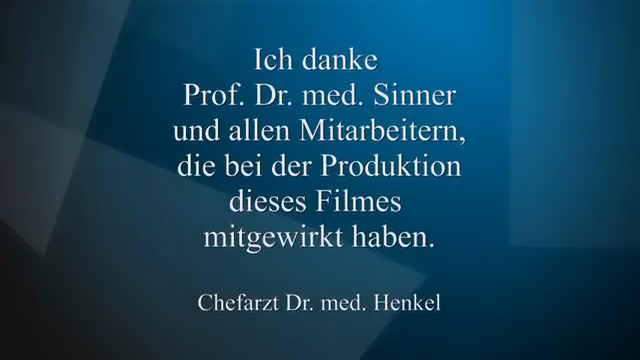 Ich danke
Prof. Dr. med. Sinner
und allen Mitarbeitern,
die bei der Produktion
dieses Filmes
mitgewirkt haben.
Chefarzt Dr. med. Henkel